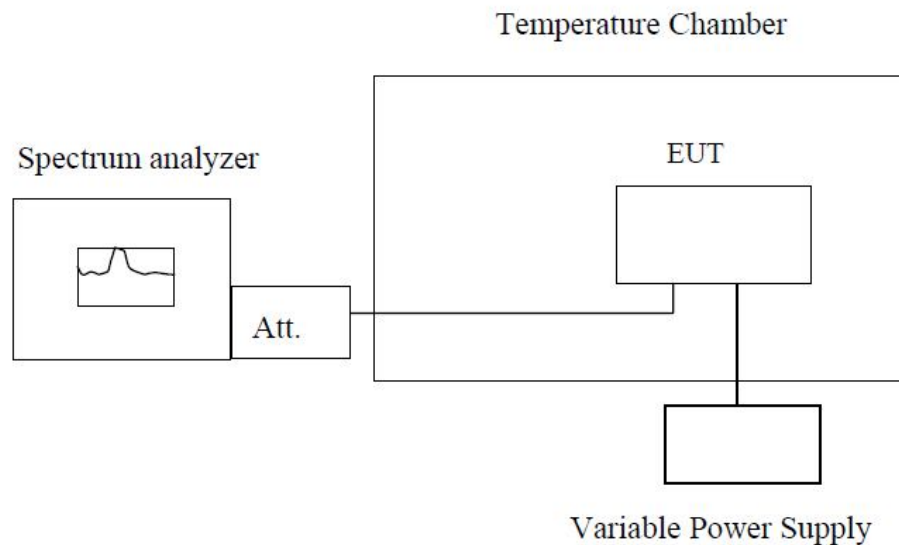 Temperature Chamber
Spectrum analyzer
EUT
Att.
Variable Power Supply